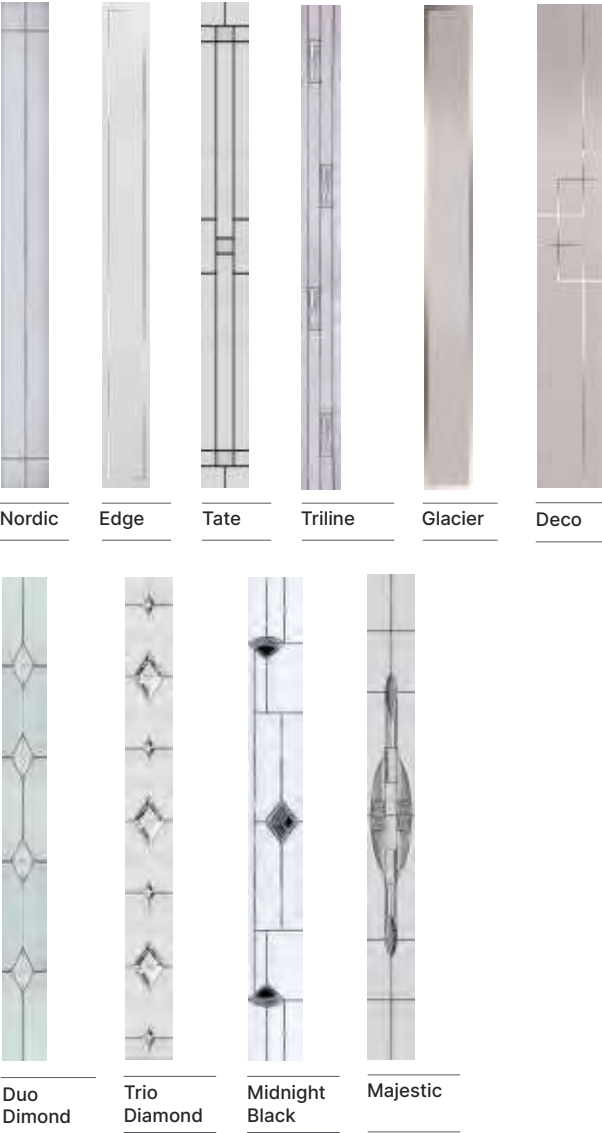 Nordic
Edge
Tate
Triline
Glacier
Deco
Duo
Dimond
Trio
Diamond
Midnight
Black
Majestic